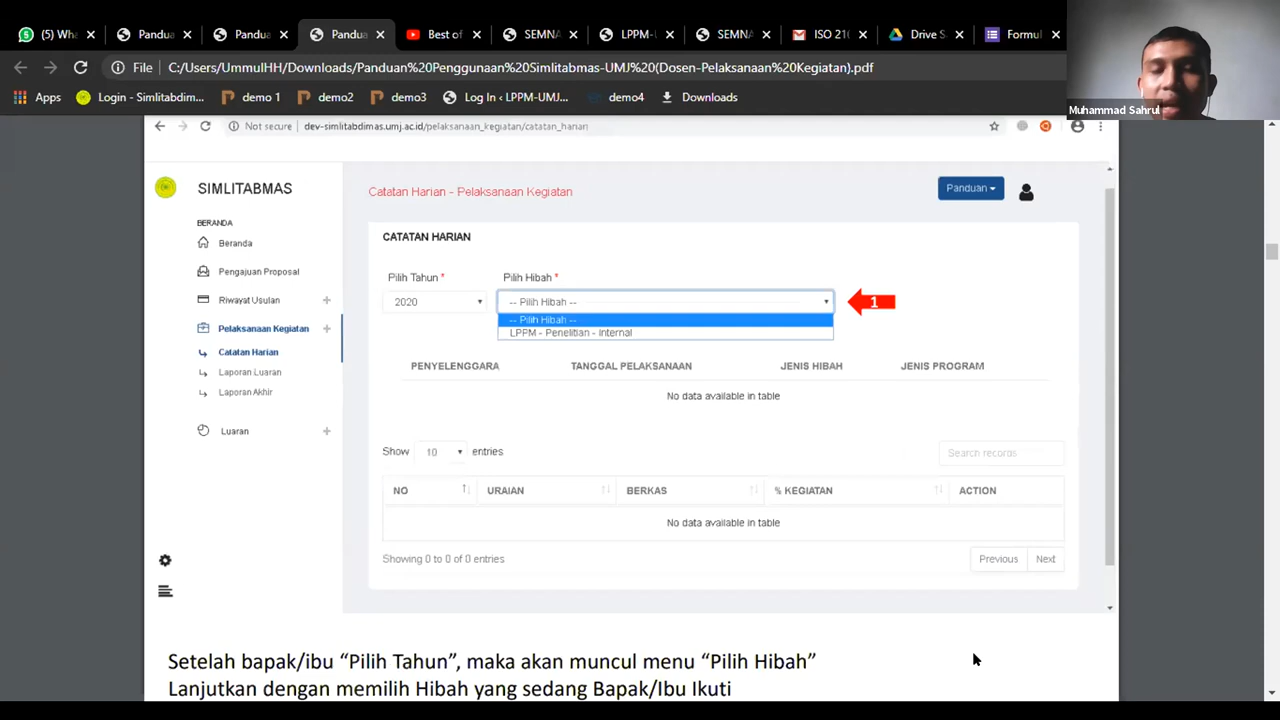 (5) Wha
Pandua
Pandua
Pandua
Best of
SEMNA
LPPM-U
SEMNA
ISO 210
Drive S
Formul
File
C:/Users/UmmulHH/Downloads/Panduan%20Penggunaan%20Simlitabmas-UMJ%20(Dosen-Pelaksanaan%20Kegiatan).pdf
Apps
Login - Simlitabdim...
demo 1
demo2
demo3
Log In ‹ LPPM-UMJ...
demo4
Downloads
Muhammad Sahrul
Not secure
dev-simlitabdimas.umj.ac.id/pelaksanaan_kegiatan/catatan_harian
SIMLITABMAS
BERANDA
Beranda
Pengajuan Proposal
Riwayat Usulan
Pelaksanaan Kegiatan
Catatan Harian
Laporan Luaran
Laporan Akhir
Luaran
Catatan Harian - Pelaksanaan Kegiatan
Panduan
CATATAN HARIAN
Pilih Tahun * Pilih Hibah *
2020 -- Pilih Hibah --
1
-- Pilih Hibah --
LPPM - Penelitian - Internal
PENYELENGGARA TANGGAL PELAKSANAAN JENIS HIBAH JENIS PROGRAM
No data available in table
Show 10 entries
Search records
NO URAIAN BERKAS % KEGIATAN ACTION
No data available in table
Showing 0 to 0 of 0 entries
Previous Next
Setelah bapak/ibu “Pilih Tahun”, maka akan muncul menu “Pilih Hibah”
Lanjutkan dengan memilih Hibah yang sedang Bapak/Ibu Ikuti